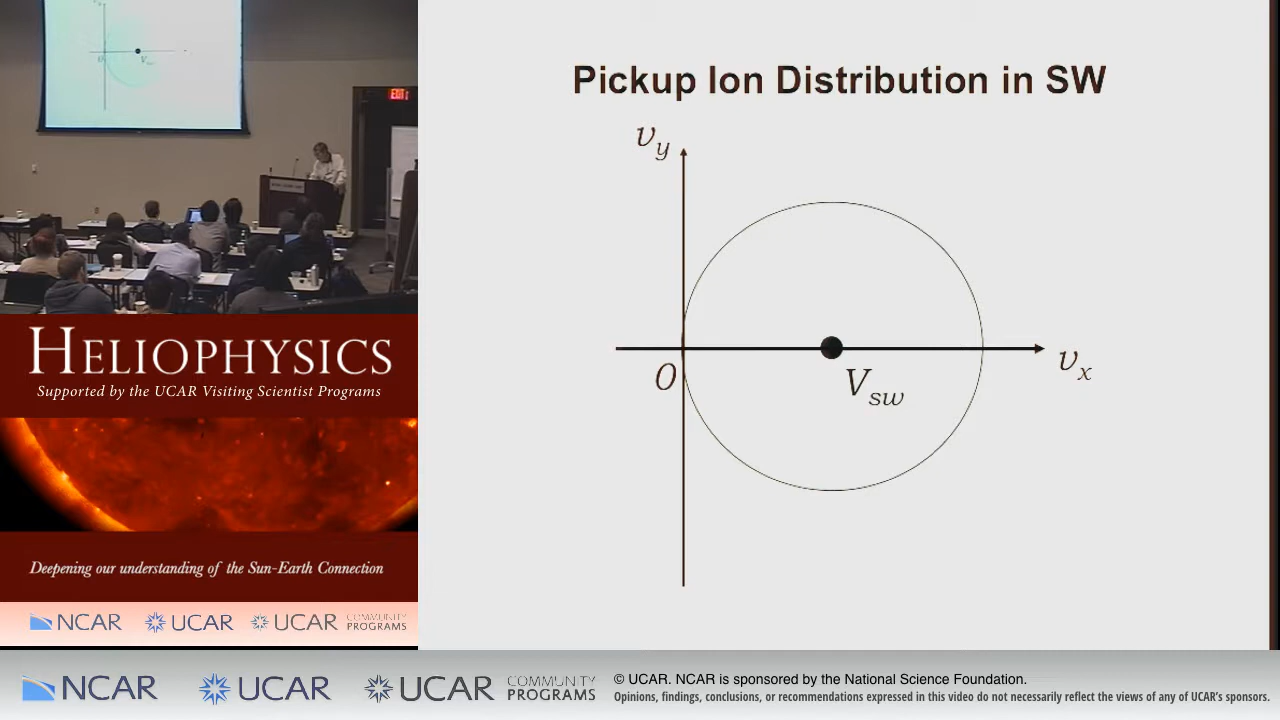 EXIT
HELIOPHYSICS
Supported by the UCAR Visiting Scientist Programs
Deepening our understanding of the Sun-Earth Connection
NCAR UCAR UCAR COMMUNITY PROGRAMS
Pickup Ion Distribution in SW
v_y
O
V_sw
v_x
NCAR UCAR UCAR COMMUNITY PROGRAMS
© UCAR. NCAR is sponsored by the National Science Foundation.
Opinions, findings, conclusions, or recommendations expressed in this video do not necessarily reflect the views of any of UCAR's sponsors.